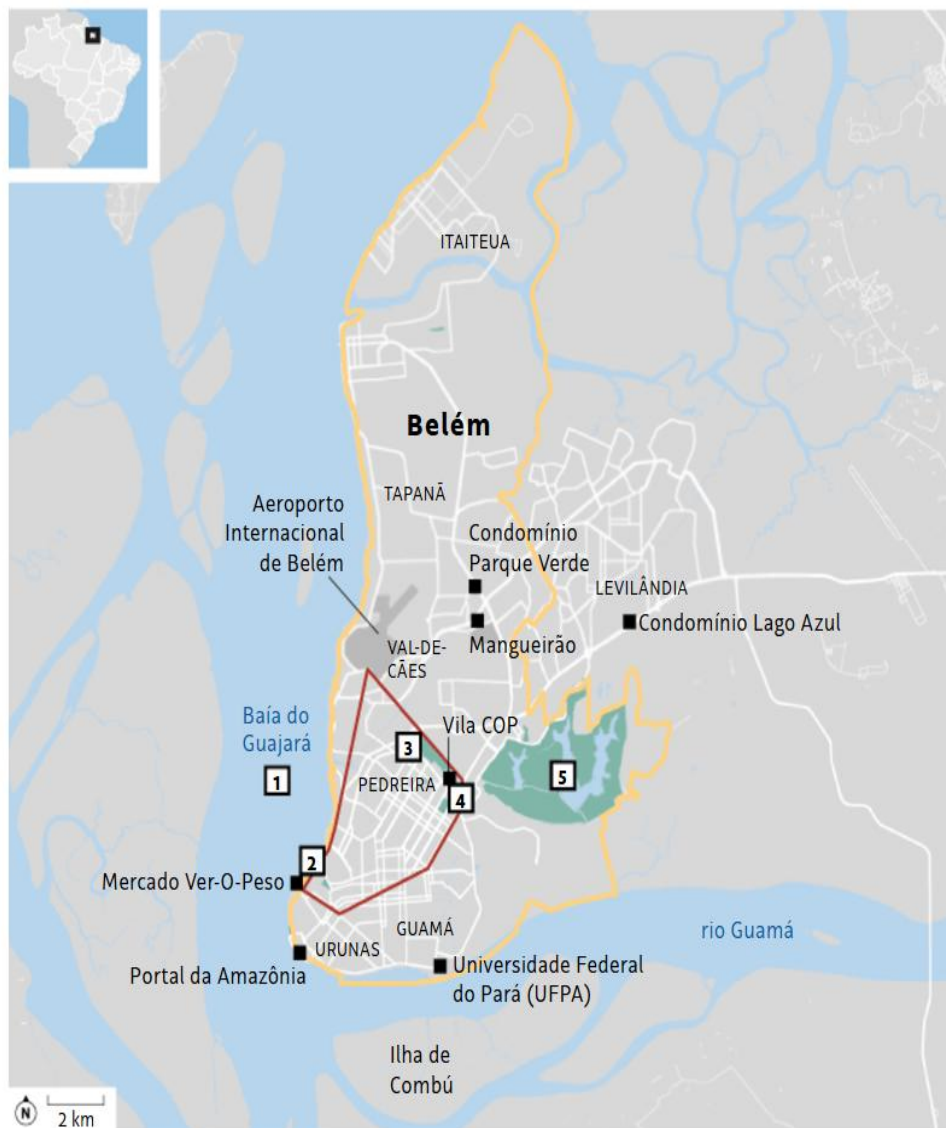 ITAITEUA
Belém
TAPANÃ
Aeroporto
Internacional
de Belém
Condomínio
Parque Verde
LEVILÂNDIA
Condomínio Lago Azul
Mangueirão
VAL-DE-
CÃES
Baía do
Guajará
Vila COP
3
5
1
PEDREIRA
4
2
Mercado Ver-O-Peso
GUAMÁ
rio Guamá
URUNAS
Portal da Amazônia
Universidade Federal
do Pará (UFPA)
Ilha de
Combú
N
2 km